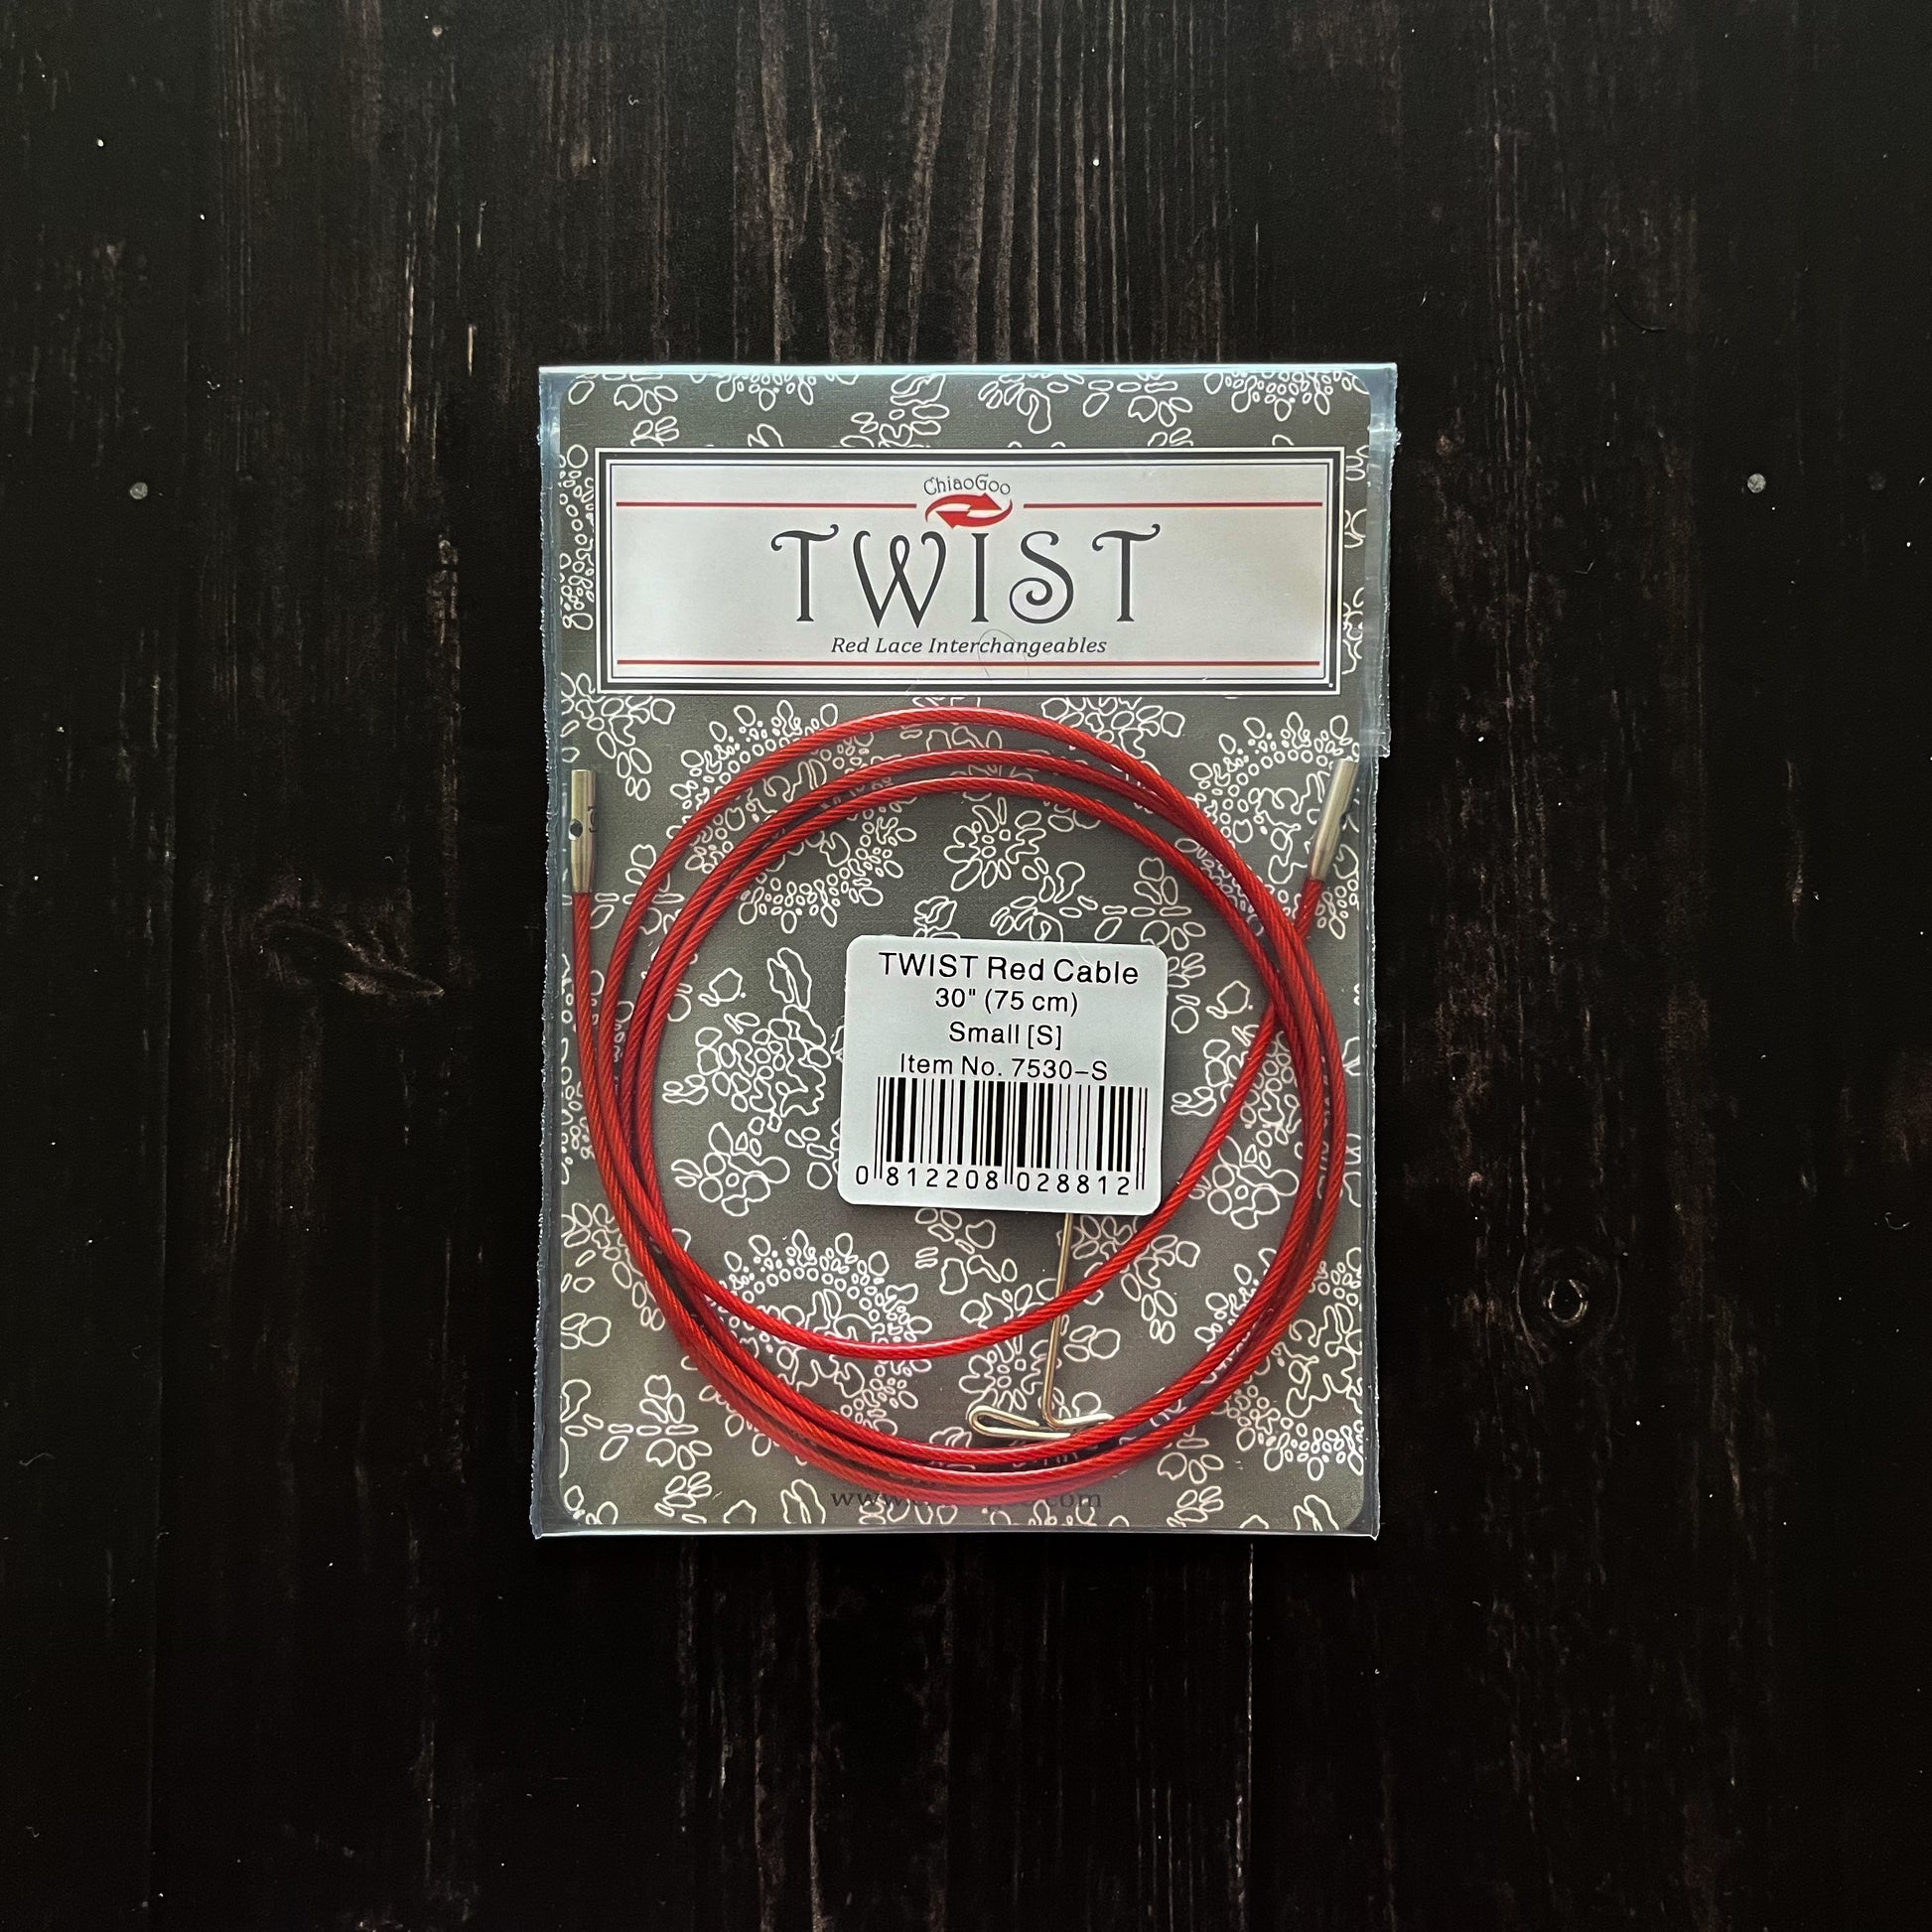 ChiaoGoo
TWIST
Red Lace Interchangeables
TWIST Red Cable
30" (75 cm)
Small [S]
Item No. 7530-S
0 812208 028812